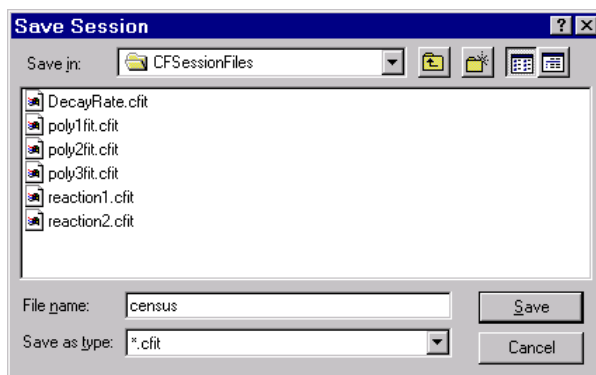 Save Session
Save in: CFSessionFiles
DecayRate.cfit
poly1fit.cfit
poly2fit.cfit
poly3fit.cfit
reaction1.cfit
reaction2.cfit
File name: census Save
Save as type: *.cfit Cancel